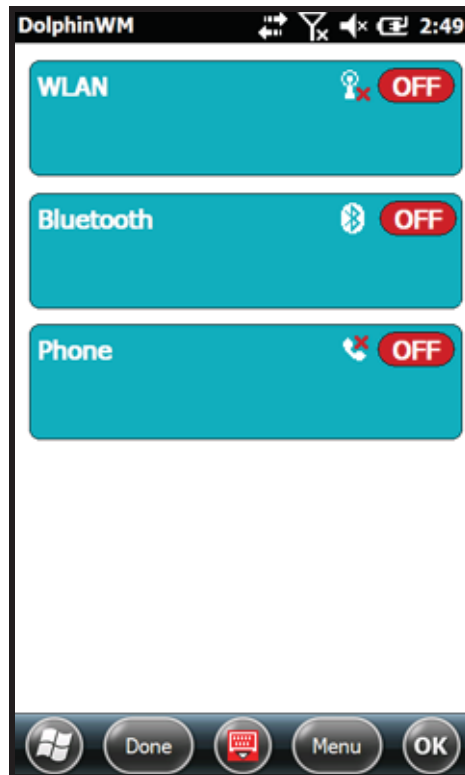 DolphinWM 2:49
WLAN OFF
Bluetooth OFF
Phone OFF
Done Menu OK